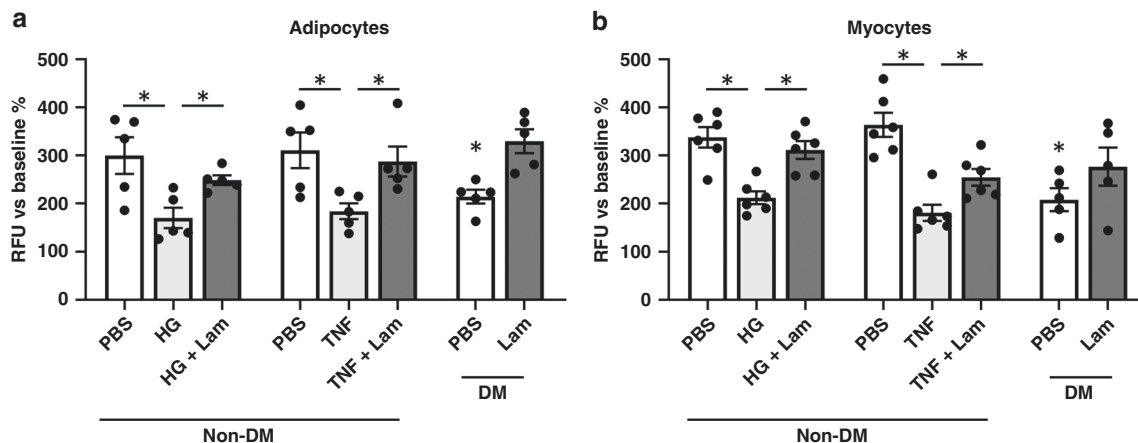 a
Adipocytes
RFU vs baseline %
500
400
300
200
100
0
*
*
*
*
*
PBS
HG
HG + Lam
PBS
TNF
TNF + Lam
PBS
Lam
DM
Non-DM
b
Myocytes
RFU vs baseline %
500
400
300
200
100
0
*
*
*
*
*
PBS
HG
HG + Lam
PBS
TNF
TNF + Lam
PBS
Lam
DM
Non-DM